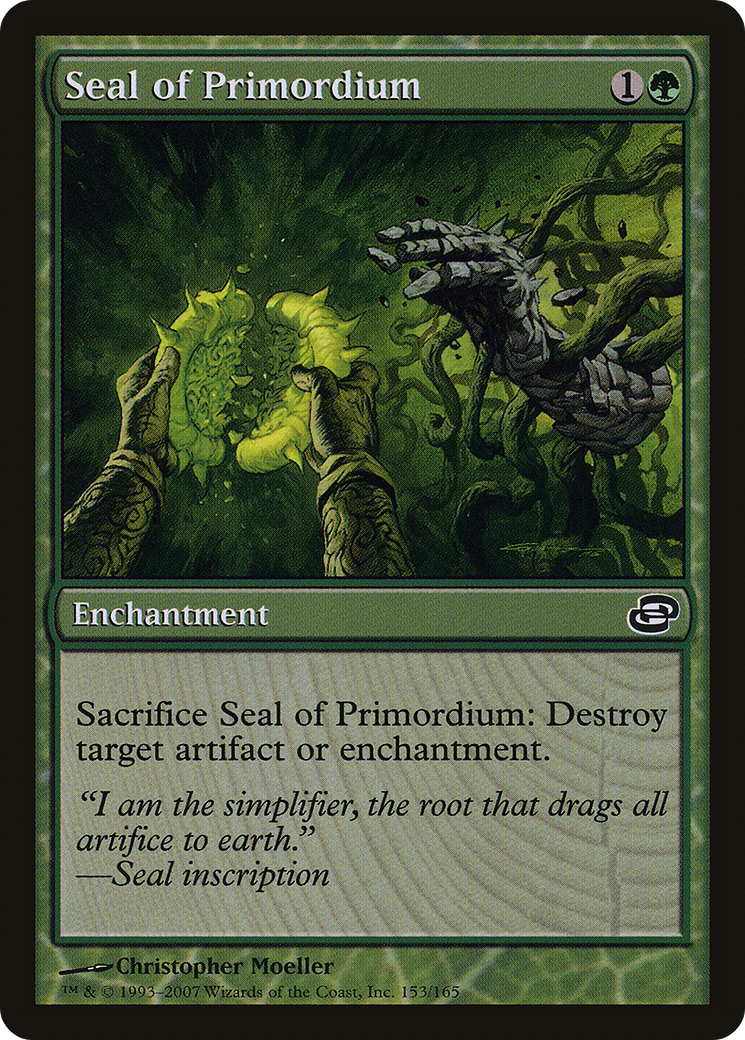 Seal of Primordium 1
Enchantment
Sacrifice Seal of Primordium: Destroy
target artifact or enchantment.
“I am the simplifier, the root that drags all
artifice to earth.”
—Seal inscription
Christopher Moeller
™ & © 1993–2007 Wizards of the Coast, Inc. 153/165